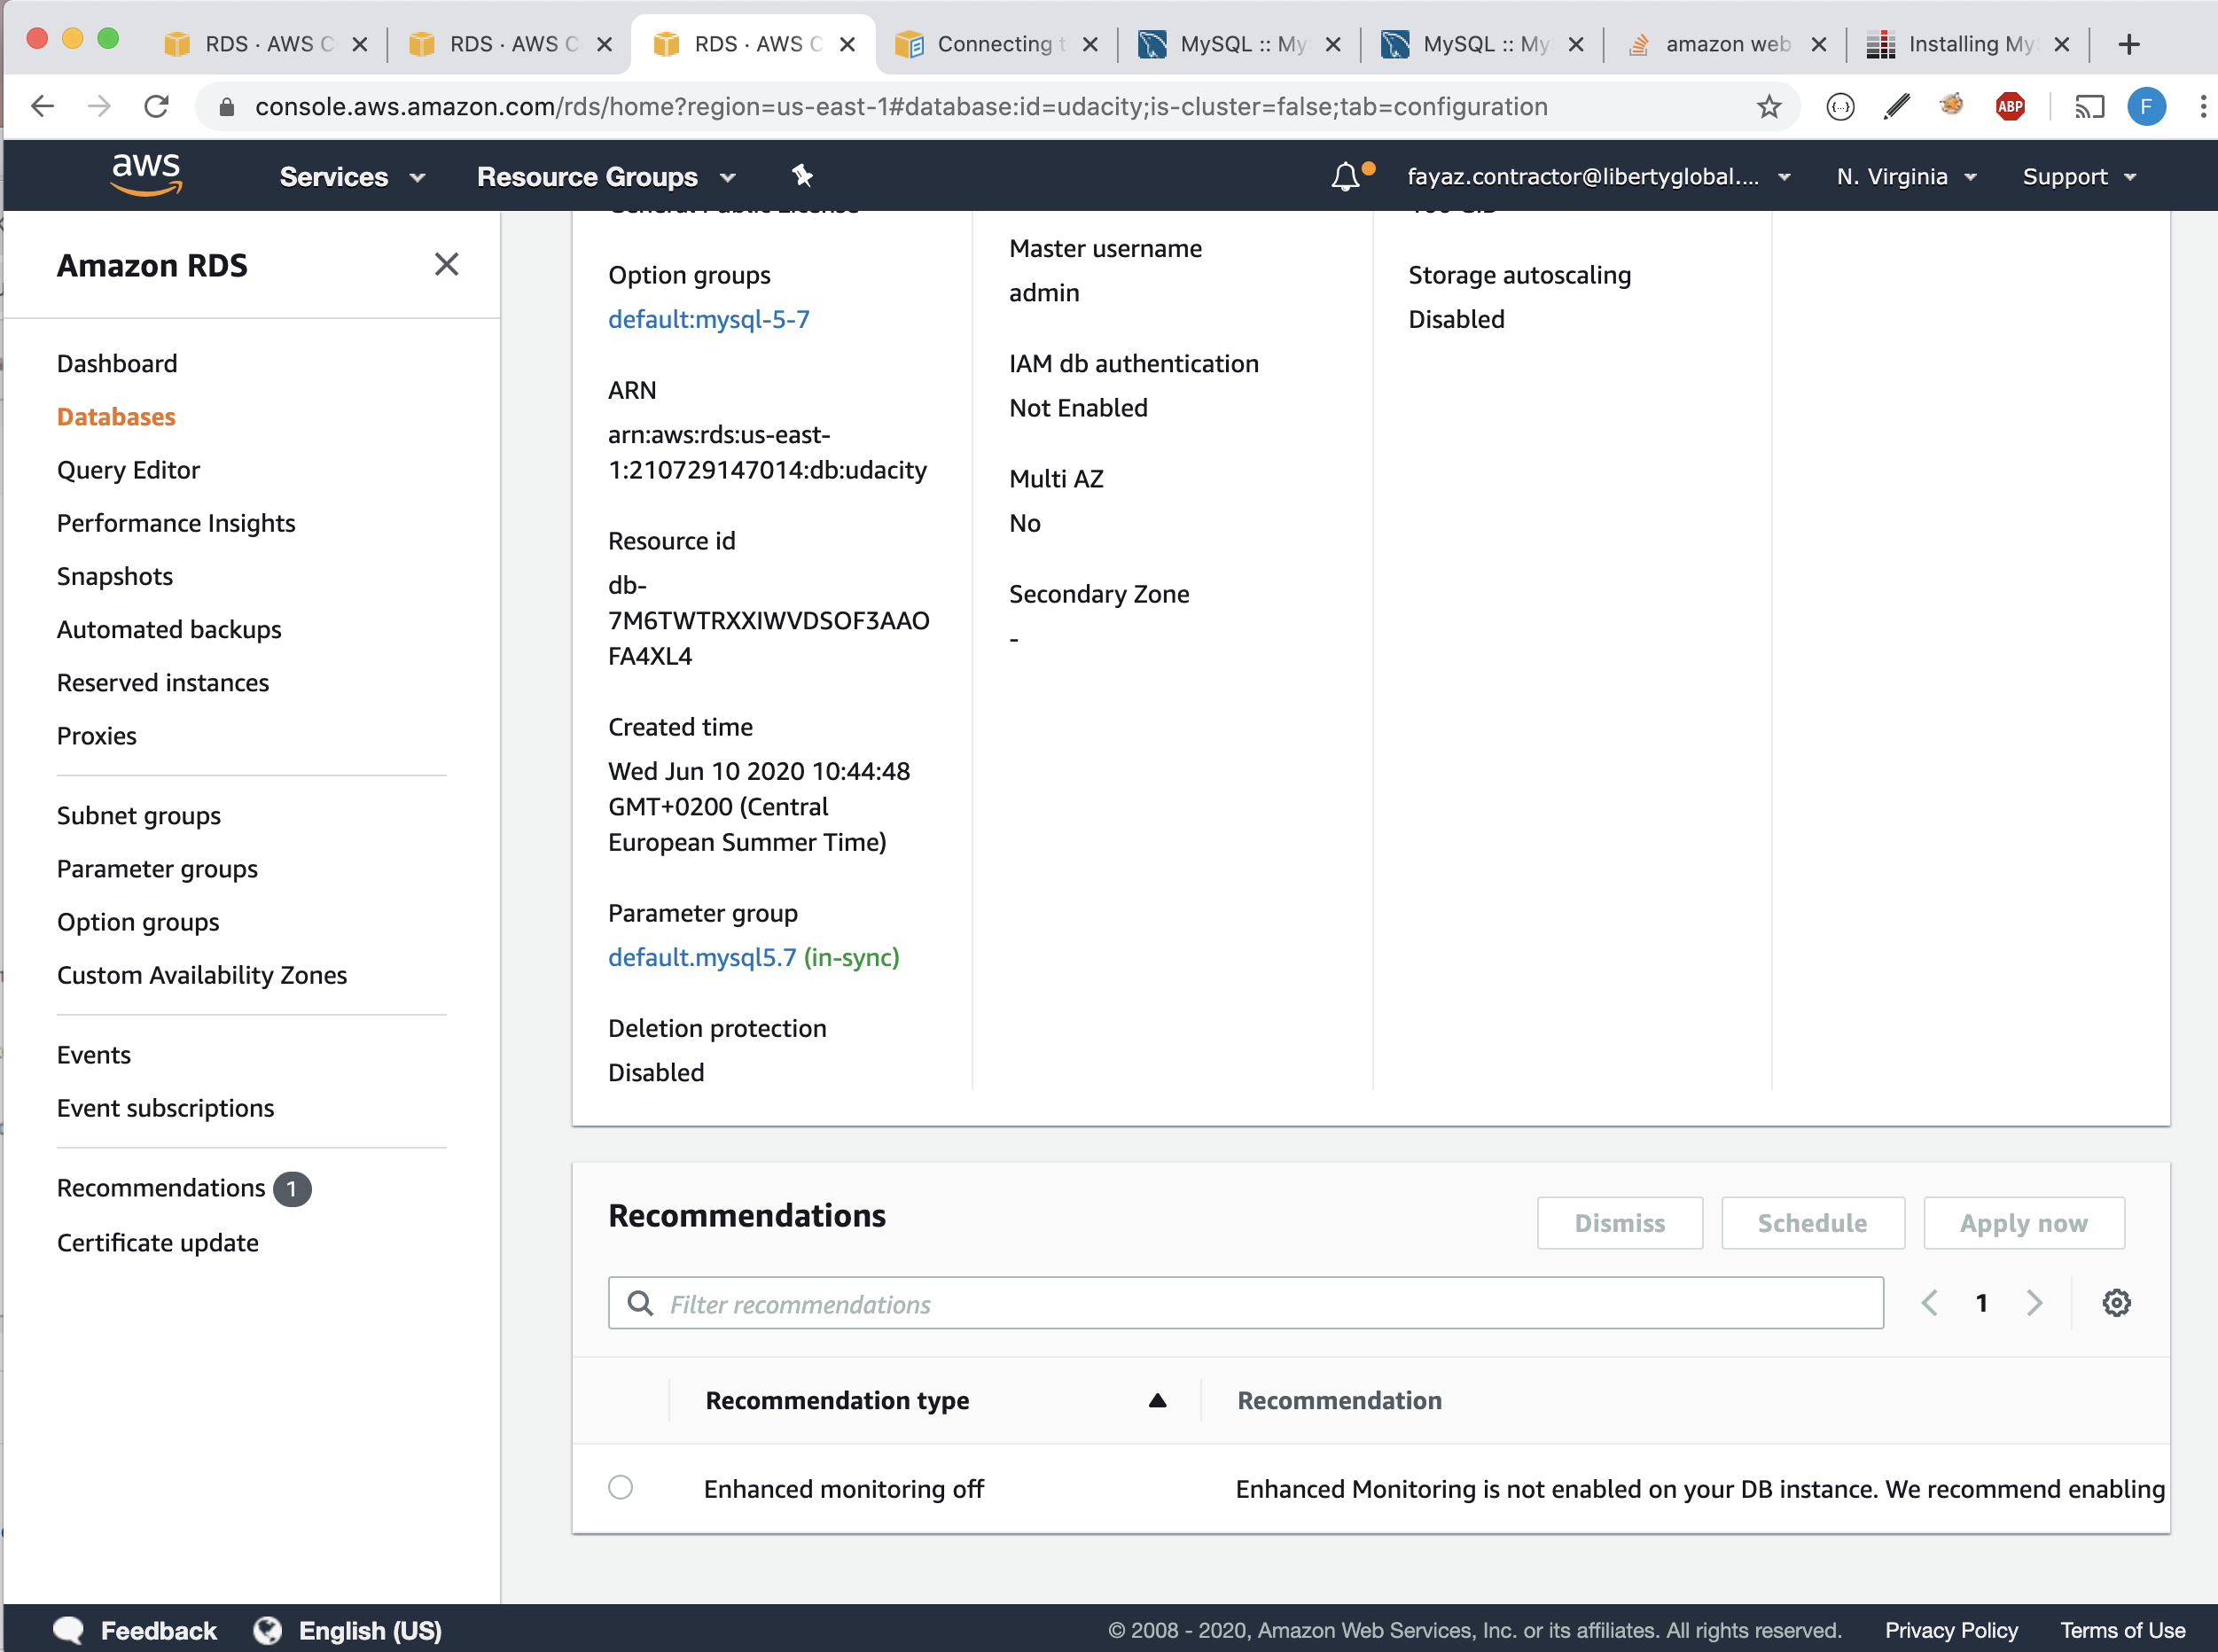 RDS · AWS C
RDS · AWS C
RDS · AWS C
Connecting t
MySQL :: My
MySQL :: My
amazon web
Installing My
console.aws.amazon.com/rds/home?region=us-east-1#database:id=udacity;is-cluster=false;tab=configuration
ABP
F
aws
Services
Resource Groups
fayaz.contractor@libertyglobal....
N. Virginia
Support
Amazon RDS
Dashboard
Databases
Query Editor
Performance Insights
Snapshots
Automated backups
Reserved instances
Proxies
Subnet groups
Parameter groups
Option groups
Custom Availability Zones
Events
Event subscriptions
Recommendations 1
Certificate update
General Public License
Option groups
default:mysql-5-7
ARN
arn:aws:rds:us-east-
1:210729147014:db:udacity
Resource id
db-
7M6TWTRXXIWVDSOF3AAO
FA4XL4
Created time
Wed Jun 10 2020 10:44:48
GMT+0200 (Central
European Summer Time)
Parameter group
default.mysql5.7 (in-sync)
Deletion protection
Disabled
Master username
admin
IAM db authentication
Not Enabled
Multi AZ
No
Secondary Zone
-
Storage autoscaling
Disabled
Recommendations
Dismiss
Schedule
Apply now
Filter recommendations
1
Recommendation type
Recommendation
Enhanced monitoring off
Enhanced Monitoring is not enabled on your DB instance. We recommend enabling
Feedback
English (US)
© 2008 - 2020, Amazon Web Services, Inc. or its affiliates. All rights reserved.
Privacy Policy
Terms of Use